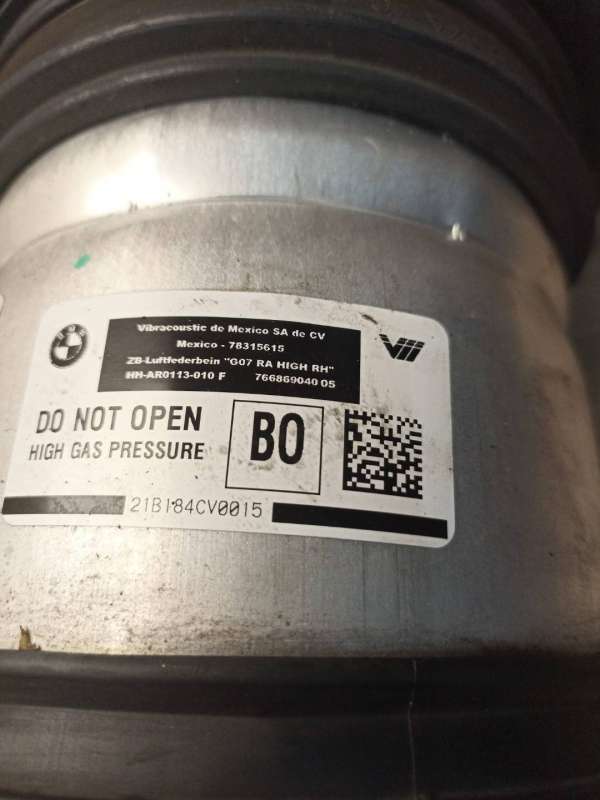 Vibracoustic de Mexico SA de CV
Mexico - 78315615
ZB-Luftfederbein "G07 RA HIGH RH"
HH-AR0113-010 F 766869040 05
DO NOT OPEN
HIGH GAS PRESSURE
BO
21B184CV0015